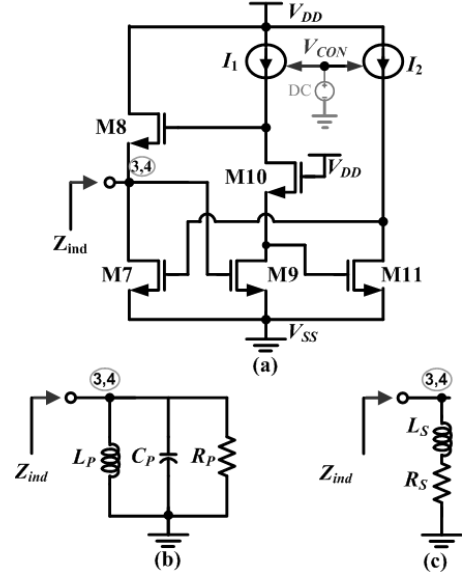 V_DD
I_1
V_CON
I_2
DC
M8
3,4
M10
V_DD
Z_ind
M7
M9
M11
V_SS
(a)
3,4
3,4
Z_ind
L_P
C_P
R_P
Z_ind
L_S
R_S
(b)
(c)